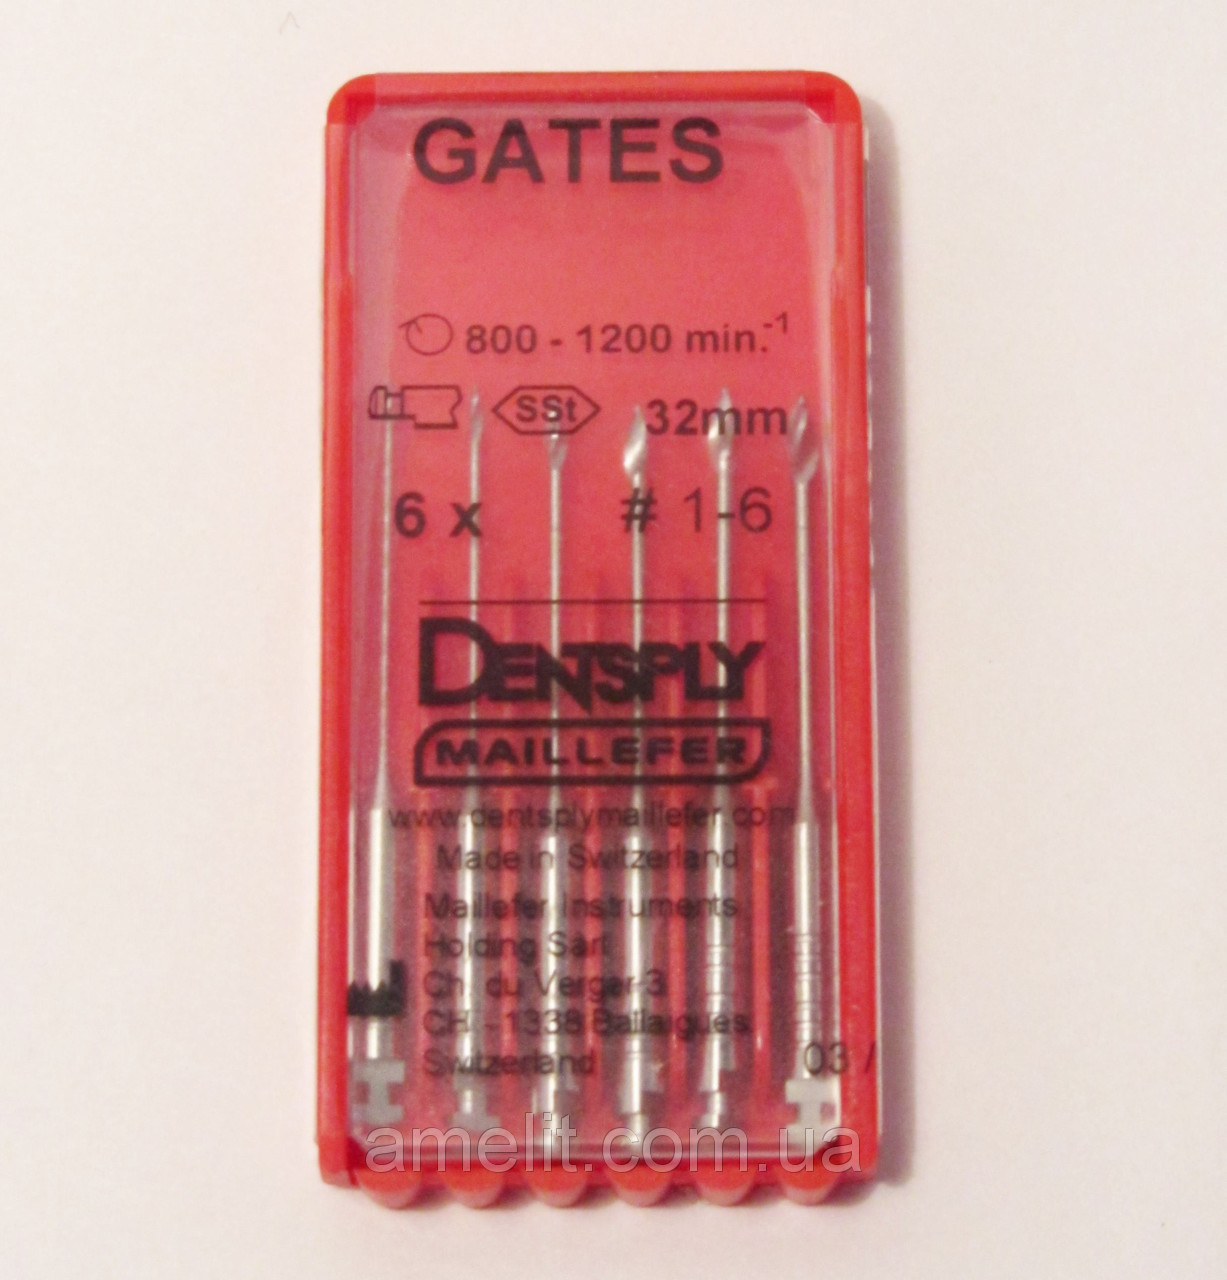 GATES
800 - 1200 min.-1
SSt 32mm
6 x # 1-6
DENTSPLY
MAILLEFER
www.dentsplymaillefer.com
Made in Switzerland
Maillefer Instruments
Holding Sàrl
Ch. du Verger 3
CH - 1338 Ballaigues
Switzerland
03 /
amelit.com.ua